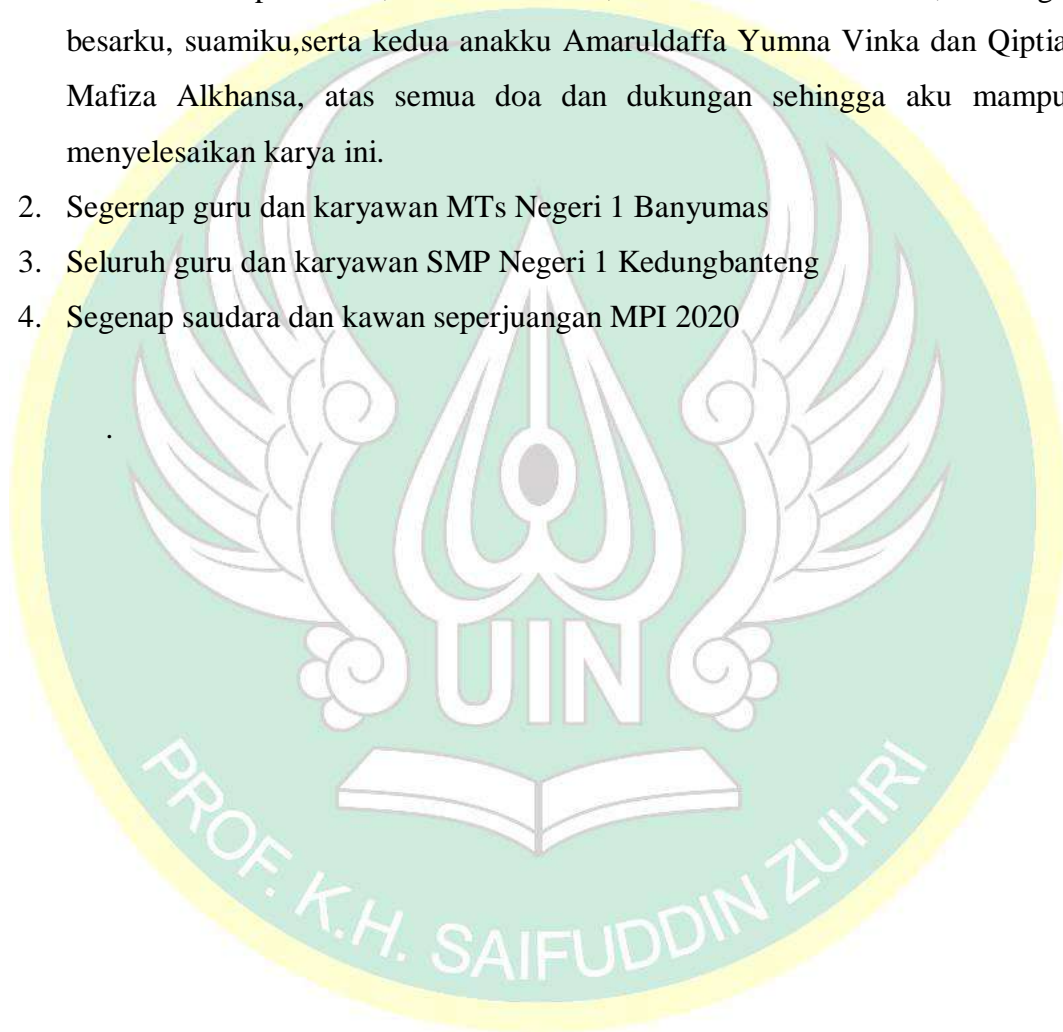 besarku, suamiku,serta kedua anakku Amaruldaffa Yumna Vinka dan Qiptia
Mafiza Alkhansa, atas semua doa dan dukungan sehingga aku mampu
menyelesaikan karya ini.
2. Segernap guru dan karyawan MTs Negeri 1 Banyumas
3. Seluruh guru dan karyawan SMP Negeri 1 Kedungbanteng
4. Segenap saudara dan kawan seperjuangan MPI 2020
.
UIN
PROF. K.H. SAIFUDDIN ZUHRI